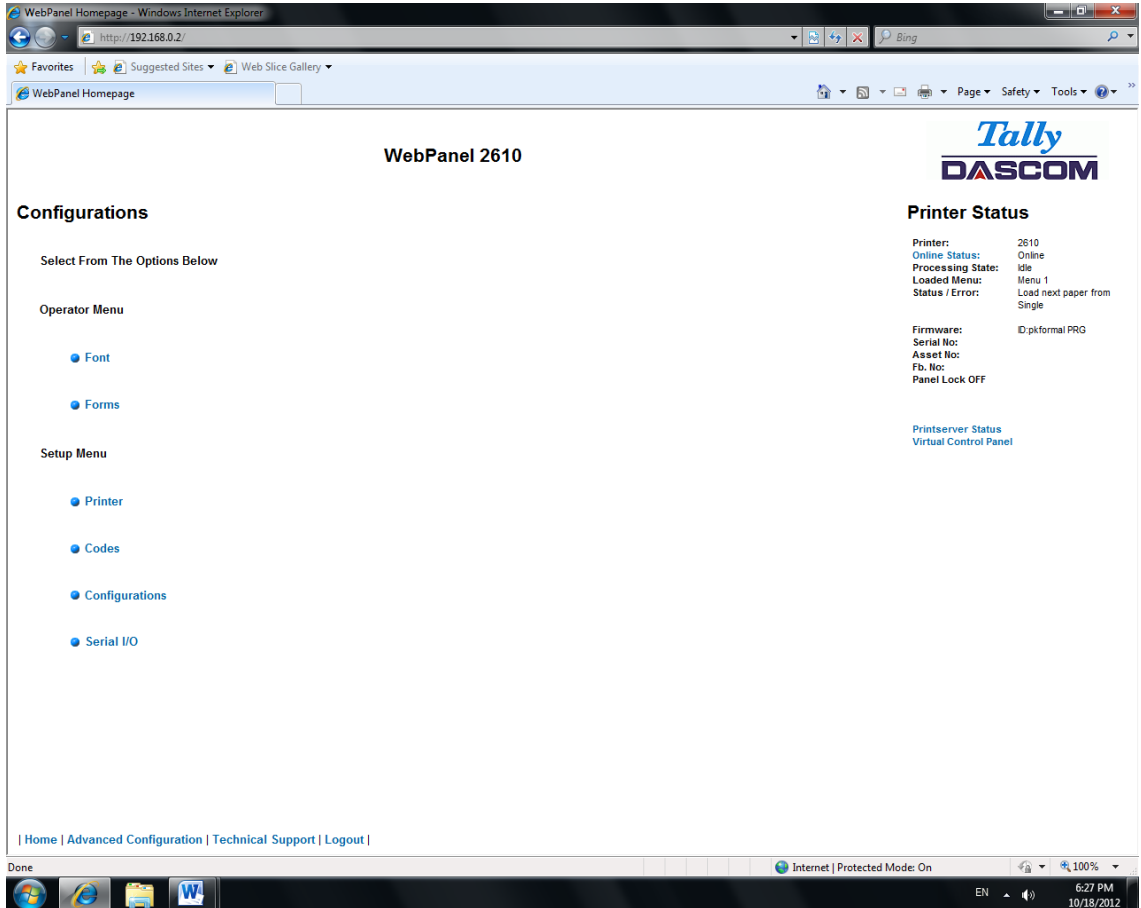 WebPanel Homepage - Windows Internet Explorer
http://192.168.0.2/
Bing
Favorites
Suggested Sites
Web Slice Gallery
WebPanel Homepage
Page
Safety
Tools
WebPanel 2610
Tally
DASCOM
Configurations
Select From The Options Below
Operator Menu
Font
Forms
Setup Menu
Printer
Codes
Configurations
Serial I/O
Printer Status
Printer: 2610
Online Status: Online
Processing State: Idle
Loaded Menu: Menu 1
Status / Error: Load next paper from
Single
Firmware: ID:pkformal PRG
Serial No:
Asset No:
Fb. No:
Panel Lock OFF
Printserver Status
Virtual Control Panel
| Home | Advanced Configuration | Technical Support | Logout |
Done
Internet | Protected Mode: On
100%
EN
6:27 PM
10/18/2012